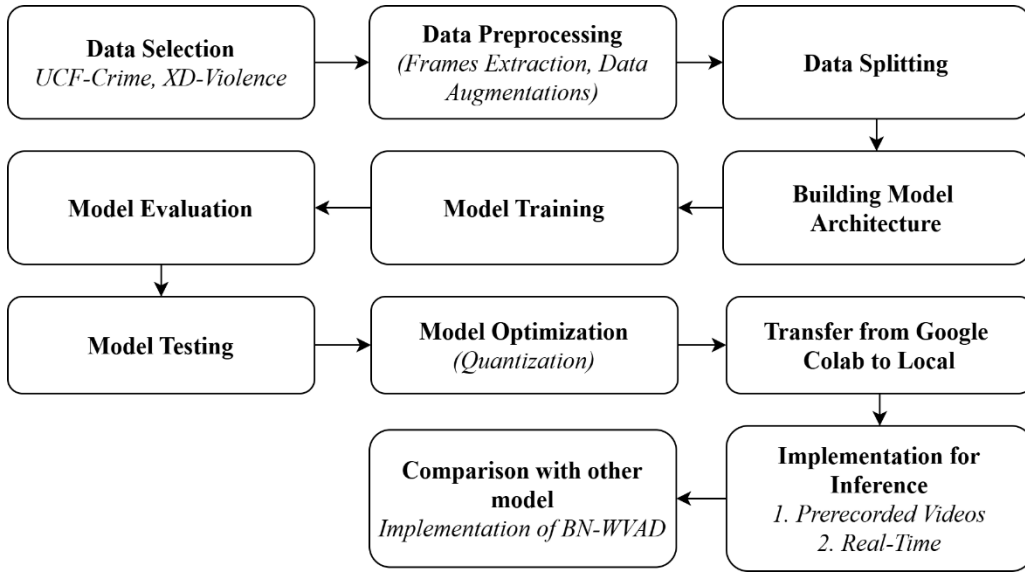 Data Selection
UCF-Crime, XD-Violence
Data Preprocessing
(Frames Extraction, Data
Augmentations)
Data Splitting
Building Model
Architecture
Model Training
Model Evaluation
Model Testing
Model Optimization
(Quantization)
Transfer from Google
Colab to Local
Implementation for
Inference
1. Prerecorded Videos
2. Real-Time
Comparison with other
model
Implementation of BN-WVAD